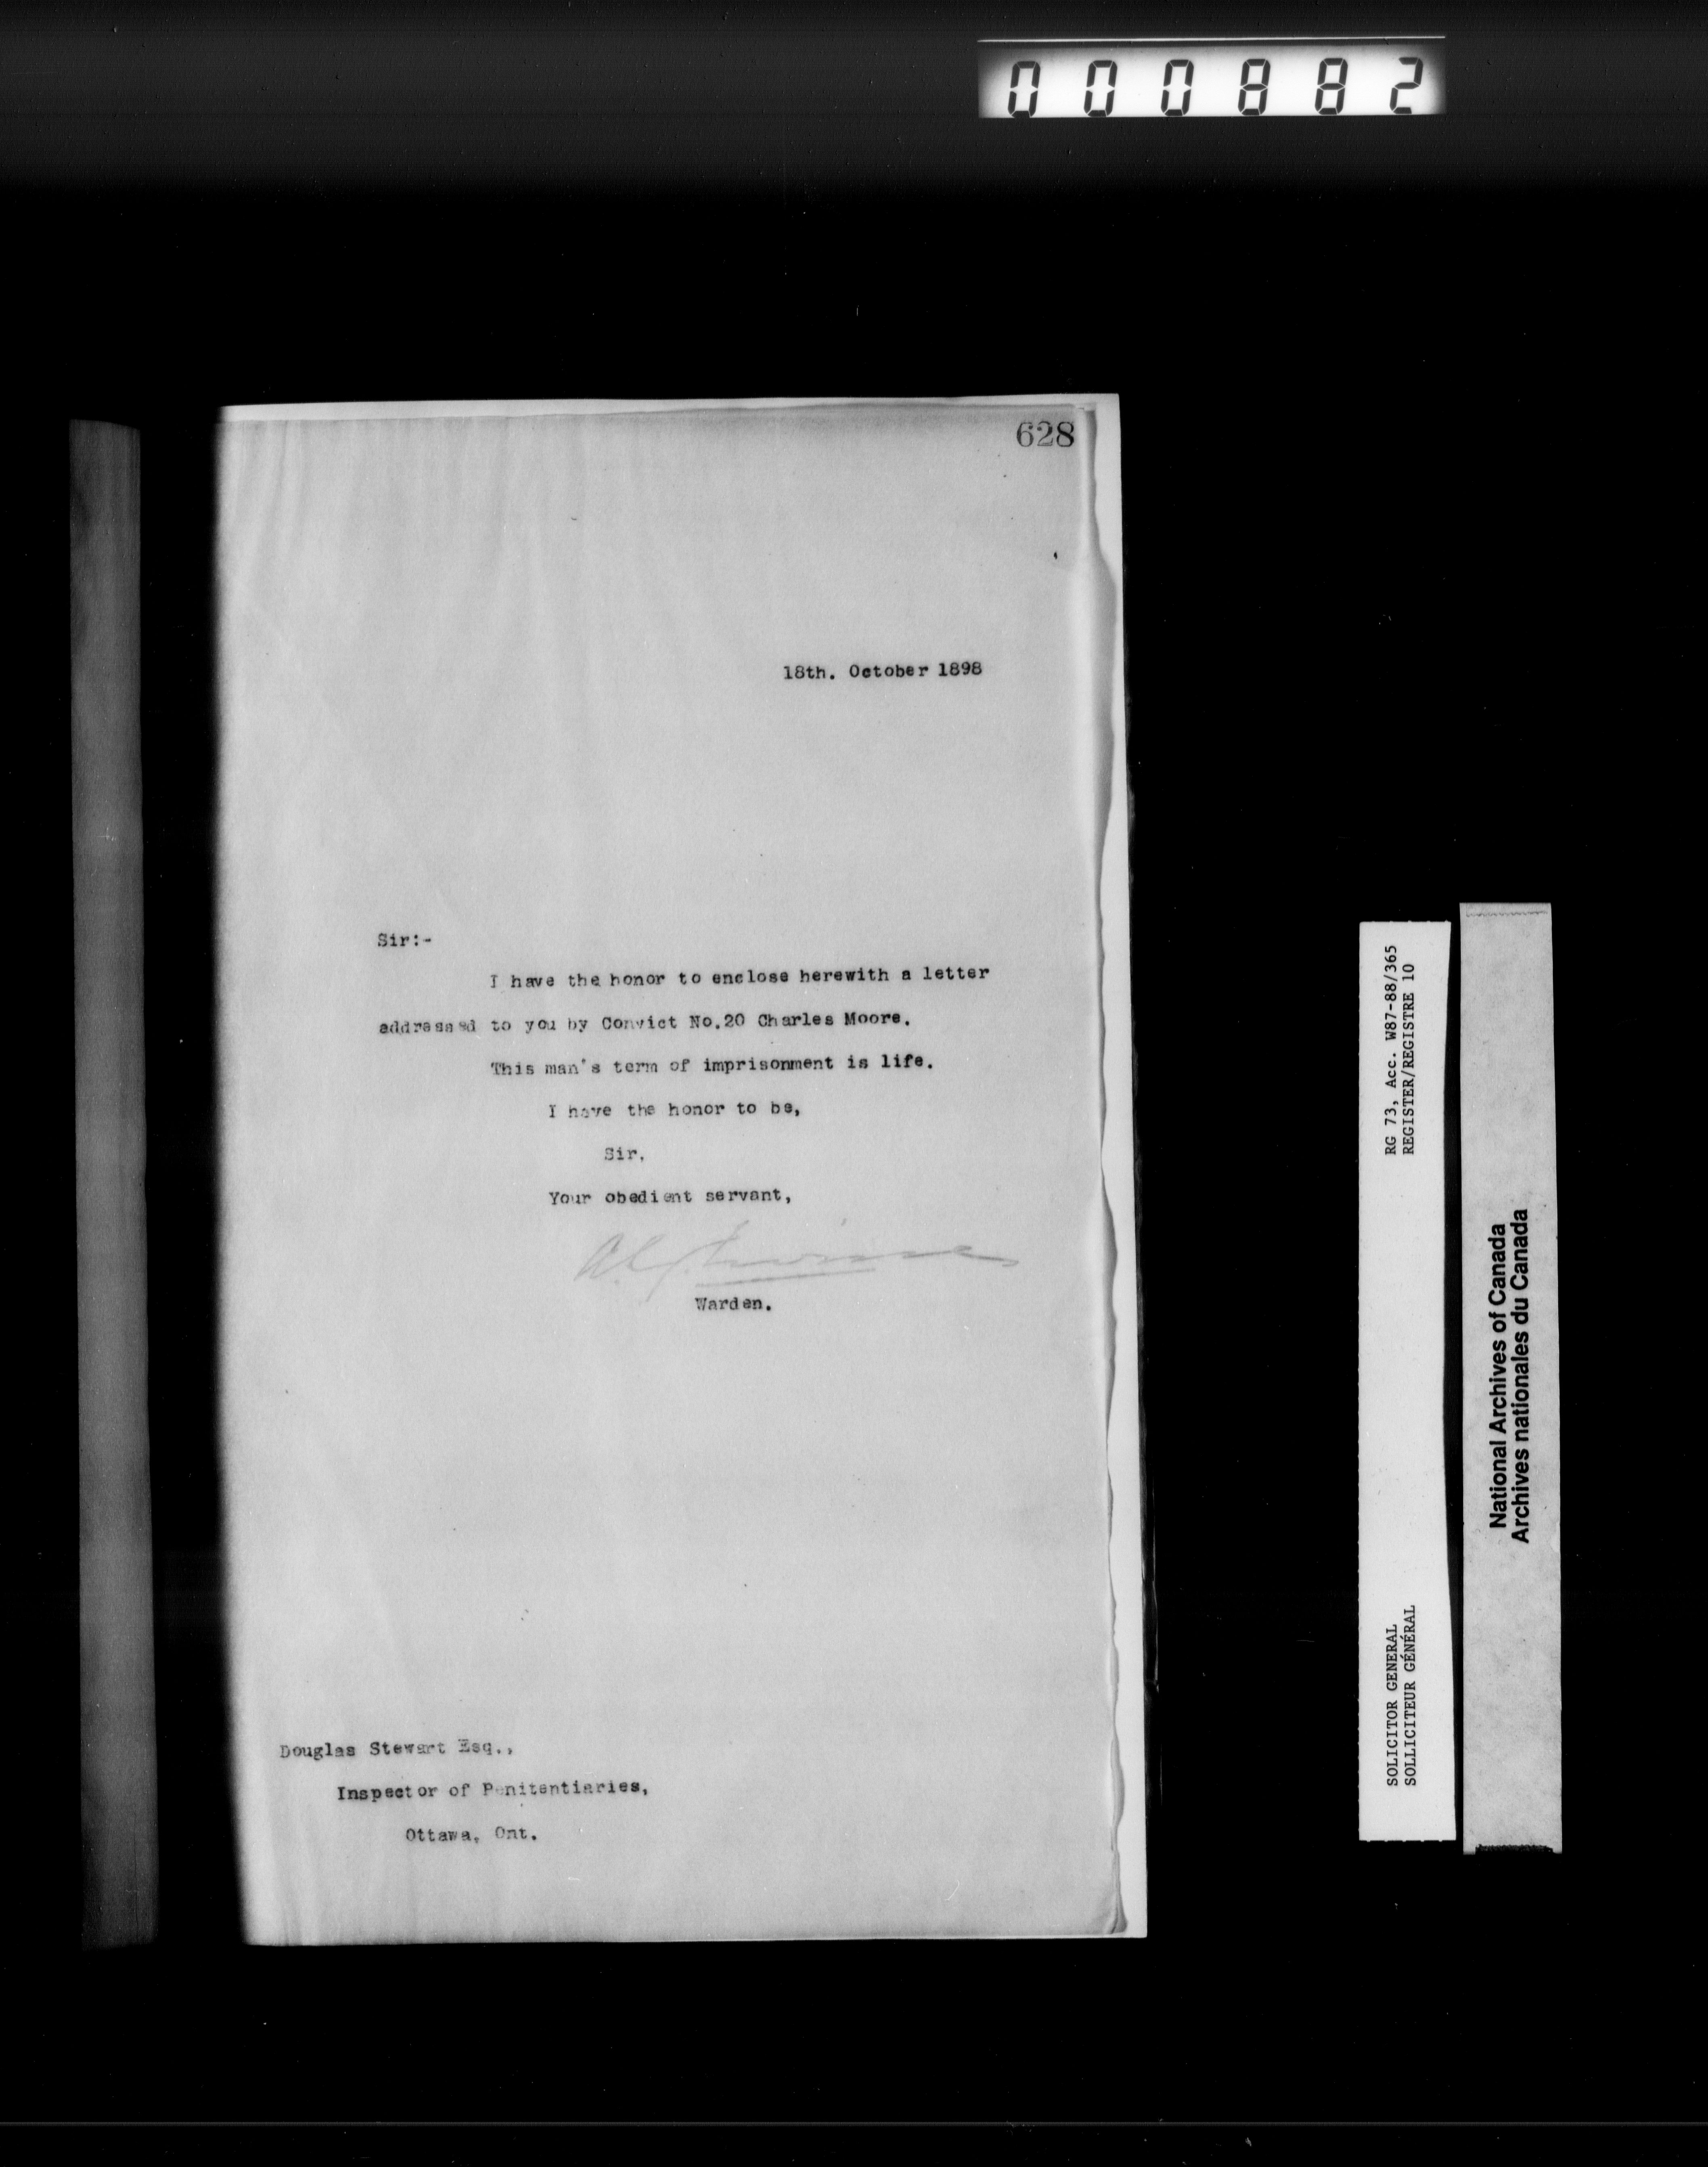 000882
628
18th. October 1898
Sir:-
I have the honor to enclose herewith a letter
addressed to you by Convict No.20 Charles Moore.
This man's term of imprisonment is life.
I have the honor to be,
Sir,
Your obedient servant,
Warden.
Douglas Stewart Esq.,
Inspector of Penitentiaries,
Ottawa, Ont.
RG 73, Acc. W87-88/365
REGISTER/REGISTRE 10
SOLICITOR GENERAL
SOLLICITEUR GÉNÉRAL
National Archives of Canada
Archives nationales du Canada